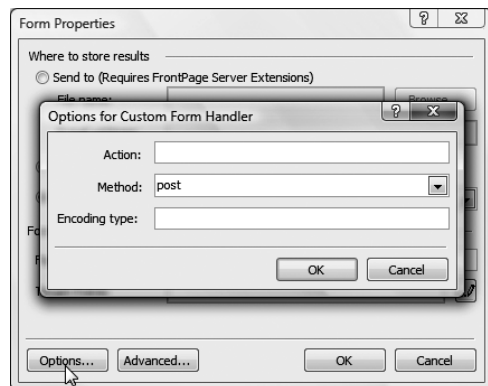 Form Properties
Where to store results
Send to (Requires FrontPage Server Extensions)
File name:
Browse...
Options for Custom Form Handler
Action:
Method: post
Encoding type:
OK Cancel
Options... Advanced... OK Cancel